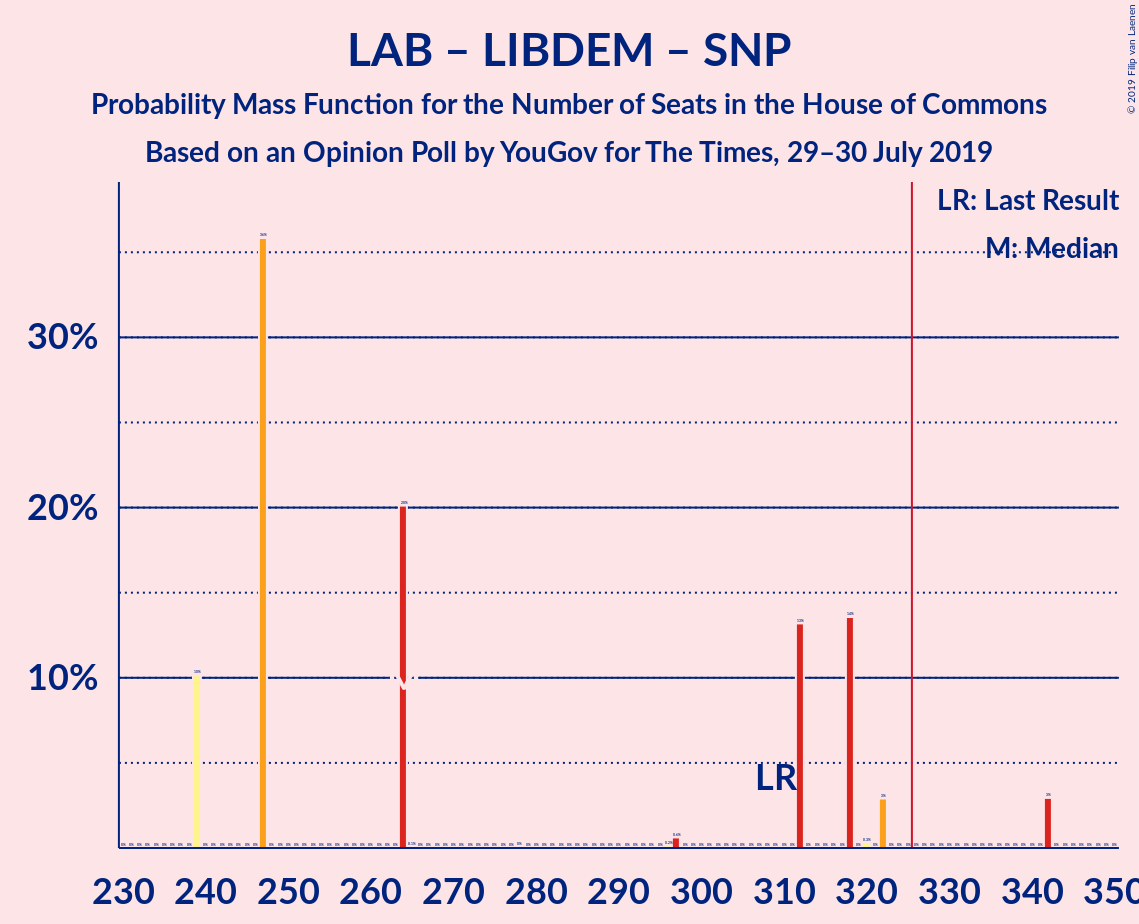 LAB – LIBDEM – SNP
Probability Mass Function for the Number of Seats in the House of Commons
Based on an Opinion Poll by YouGov for The Times, 29–30 July 2019
© 2019 Filip van Laenen
LR: Last Result
M: Median
30%
20%
10%
LR
230 240 250 260 270 280 290 300 310 320 330 340 350